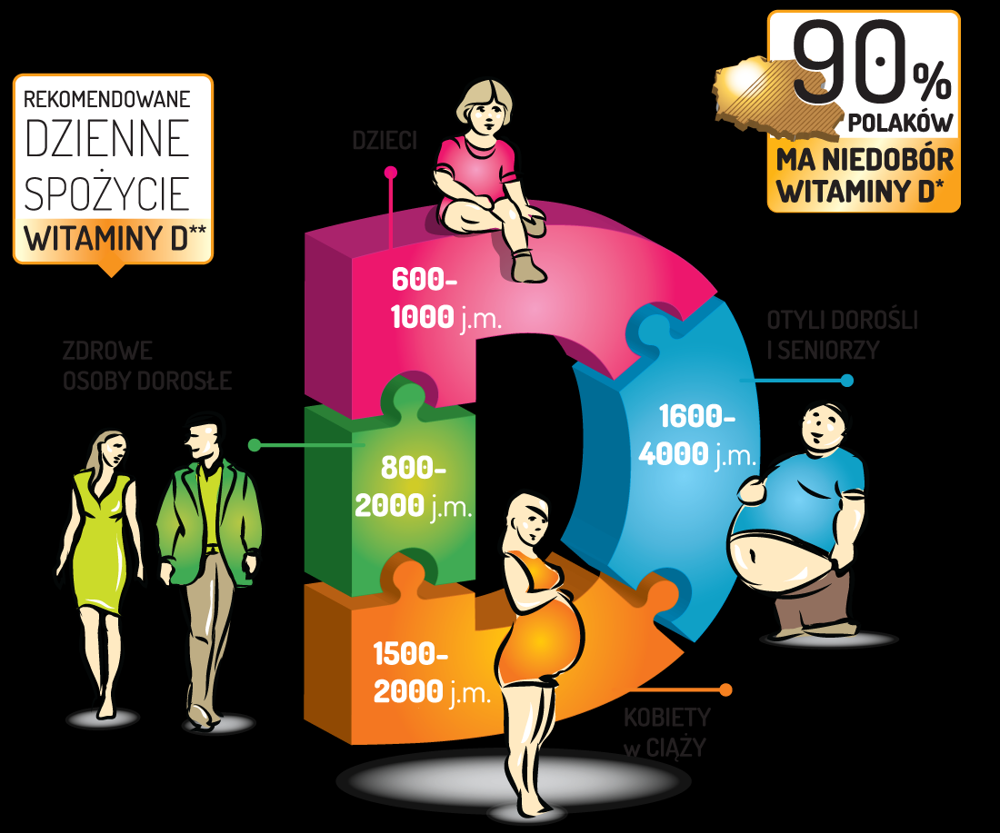 90%
POLAKÓW
MA NIEDOBÓR
WITAMINY D*
REKOMENDOWANE
DZIENNE
SPOŻYCIE
WITAMINY D**
DZIECI
600-
1000 j.m.
OTYLI DOROŚLI
I SENIORZY
1600-
4000 j.m.
ZDROWE
OSOBY DOROSŁE
800-
2000 j.m.
1500-
2000 j.m.
KOBIETY
w CIĄŻY